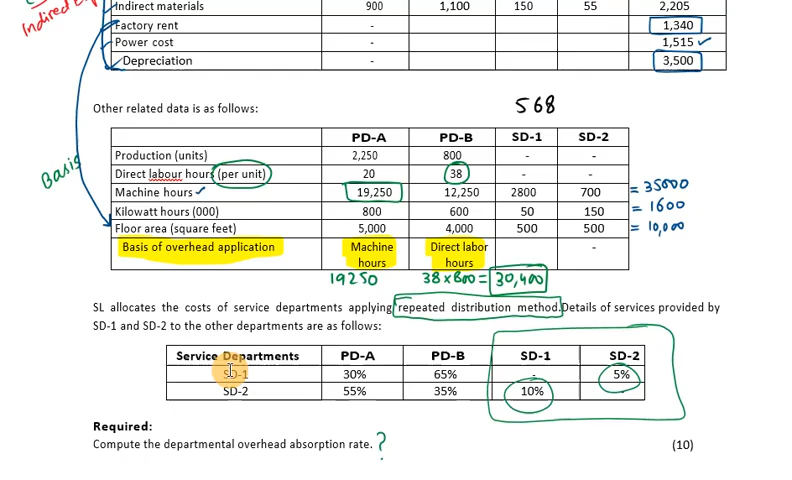 Indirect materials 900 1,100 150 55 2,205
Indired
Factory rent - 1,340
Power cost - 1,515 ✓
Depreciation - 3,500
Other related data is as follows:
568
Basis
PD-A PD-B SD-1 SD-2
Production (units) 2,250 800 - -
Direct labour hours (per unit) 20 38 - -
Machine hours ✓ 19,250 12,250 2800 700 = 35000
Kilowatt hours (000) 800 600 50 150 = 1600
Floor area (square feet) 5,000 4,000 500 500 = 10,000
Basis of overhead application Machine hours Direct labor hours -
19250 38×800= 30,400
SL allocates the costs of service departments applying repeated distribution method. Details of services provided by
SD-1 and SD-2 to the other departments are as follows:
Service Departments PD-A PD-B SD-1 SD-2
SD-1 30% 65% - 5%
SD-2 55% 35% 10% -
Required:
Compute the departmental overhead absorption rate. ? (10)